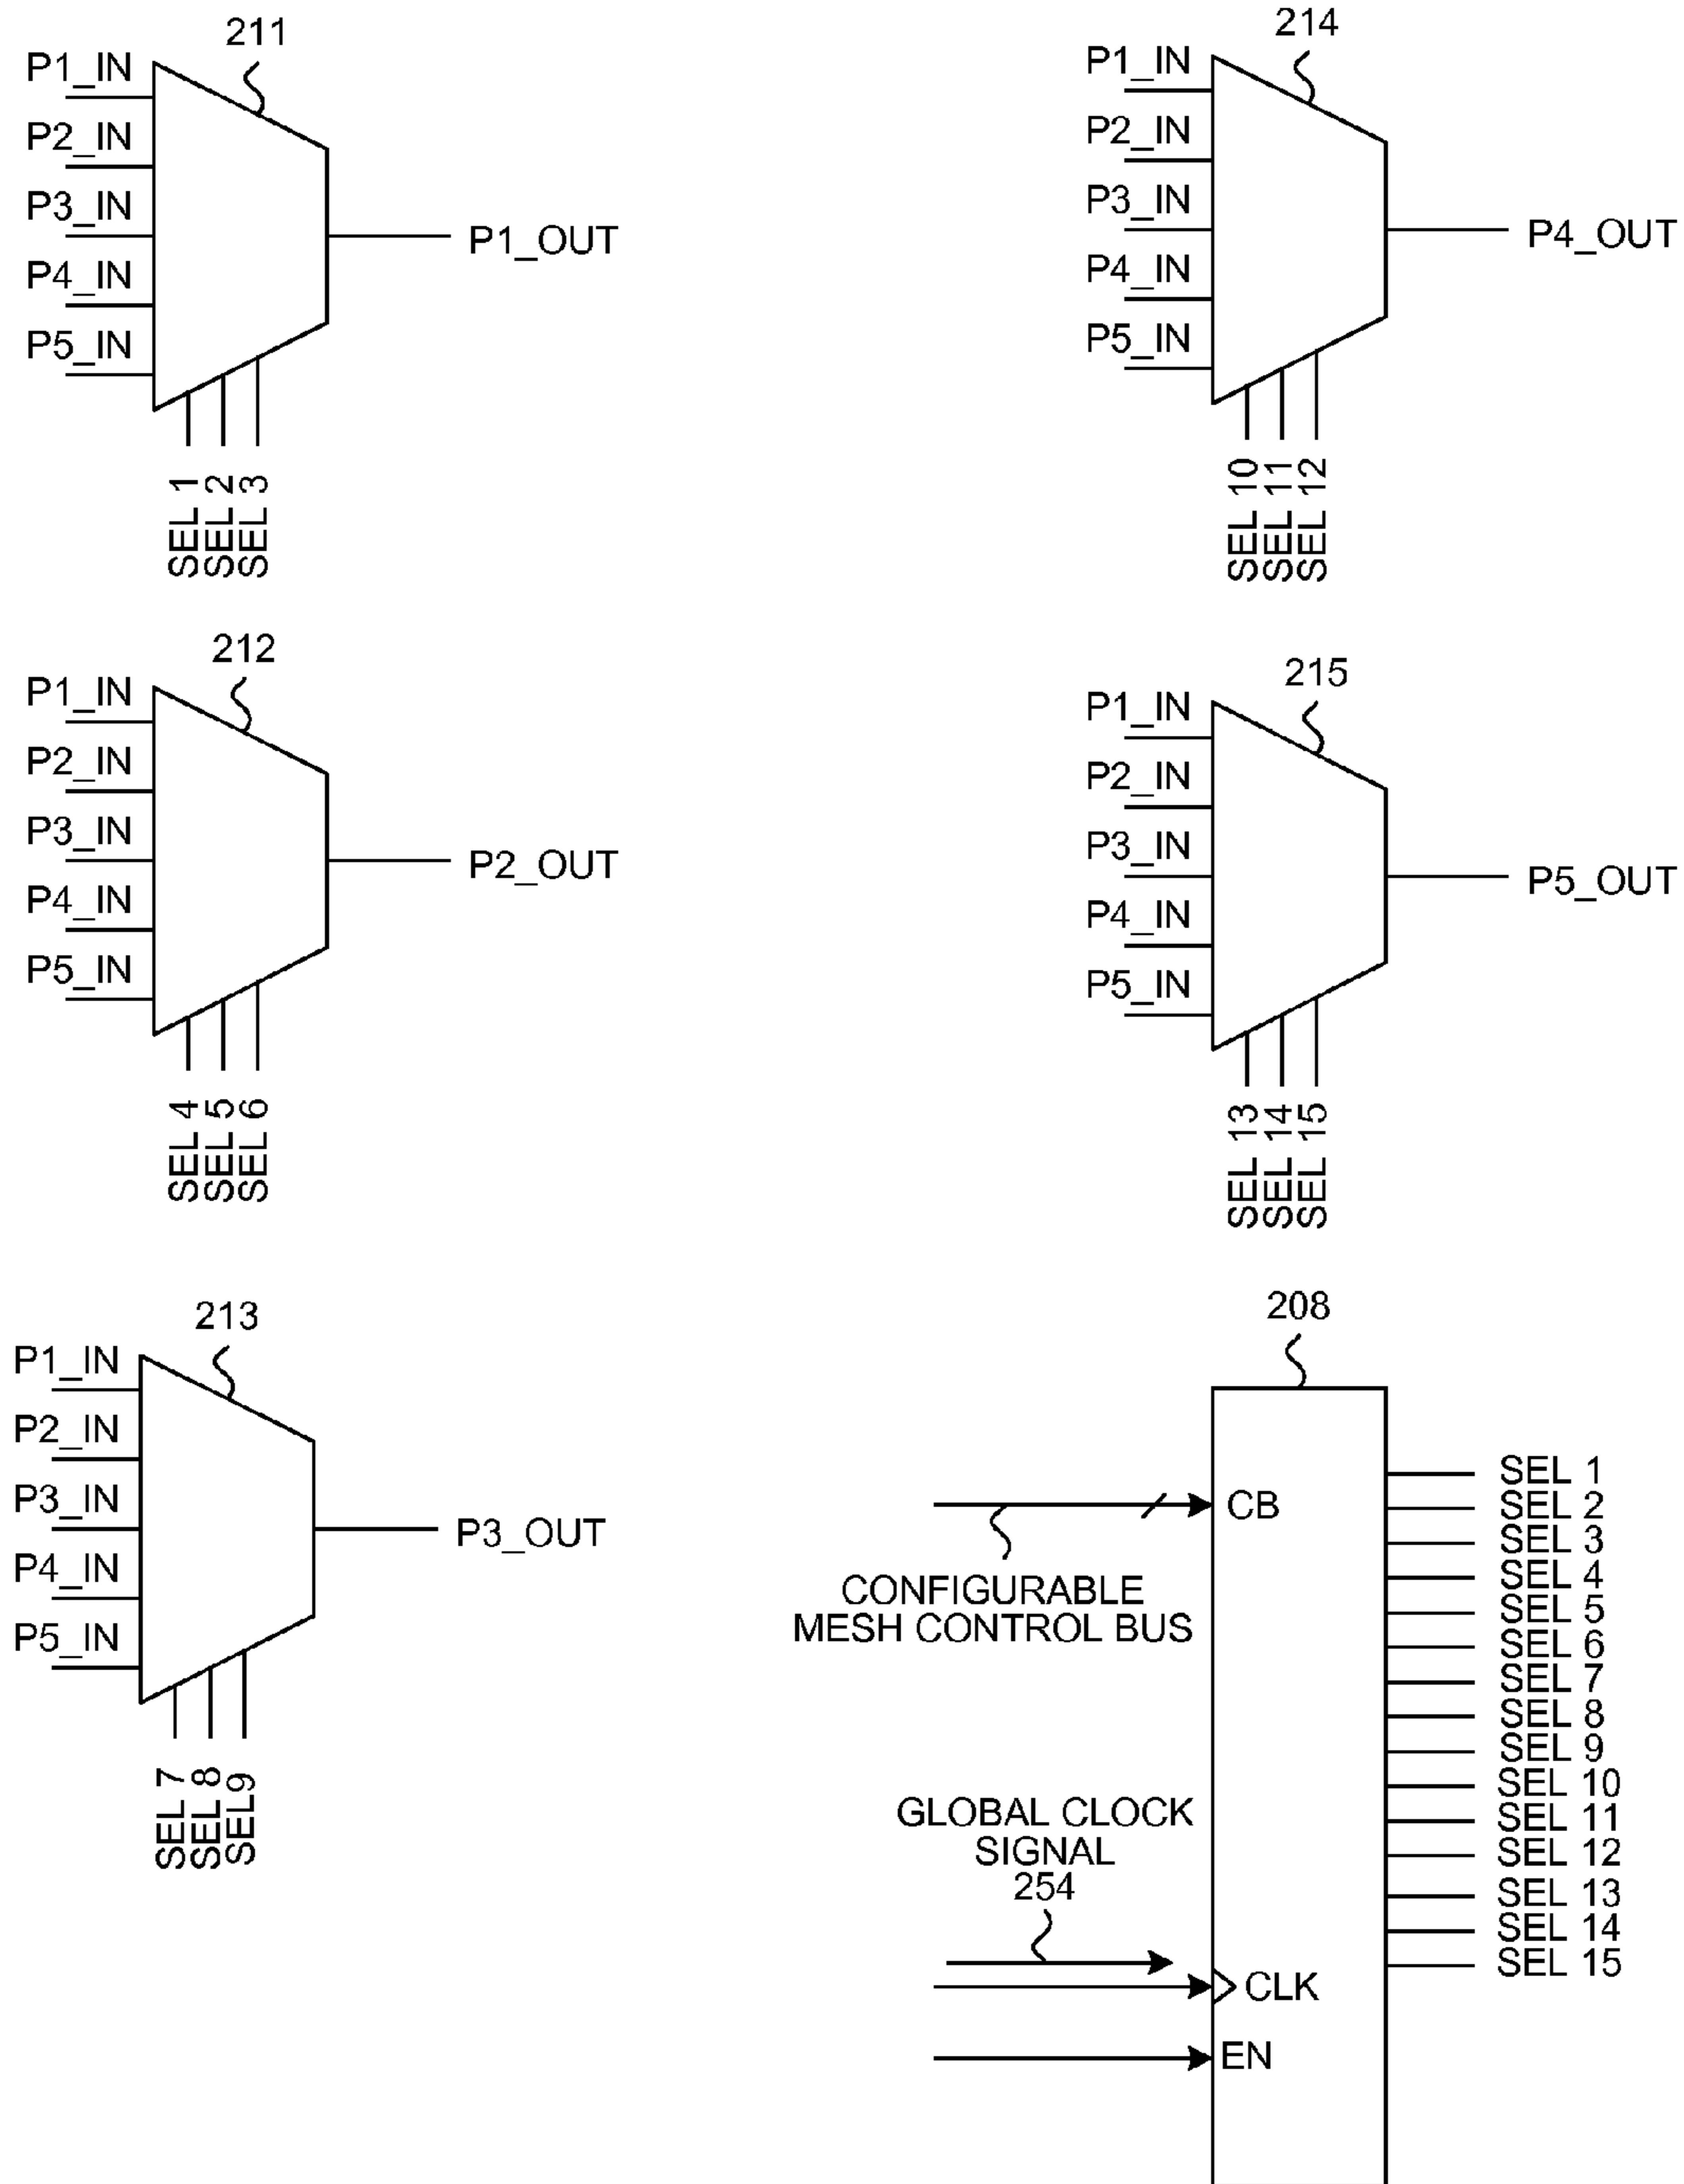 211
P1_IN
P2_IN
P3_IN
P4_IN
P5_IN
P1_OUT
SEL 1
SEL 2
SEL 3
214
P1_IN
P2_IN
P3_IN
P4_IN
P5_IN
P4_OUT
SEL 10
SEL 11
SEL 12
212
P1_IN
P2_IN
P3_IN
P4_IN
P5_IN
P2_OUT
SEL 4
SEL 5
SEL 6
215
P1_IN
P2_IN
P3_IN
P4_IN
P5_IN
P5_OUT
SEL 13
SEL 14
SEL 15
213
P1_IN
P2_IN
P3_IN
P4_IN
P5_IN
P3_OUT
SEL 7
SEL 8
SEL9
208
CB
CONFIGURABLE
MESH CONTROL BUS
GLOBAL CLOCK
SIGNAL
254
CLK
EN
SEL 1
SEL 2
SEL 3
SEL 4
SEL 5
SEL 6
SEL 7
SEL 8
SEL 9
SEL 10
SEL 11
SEL 12
SEL 13
SEL 14
SEL 15